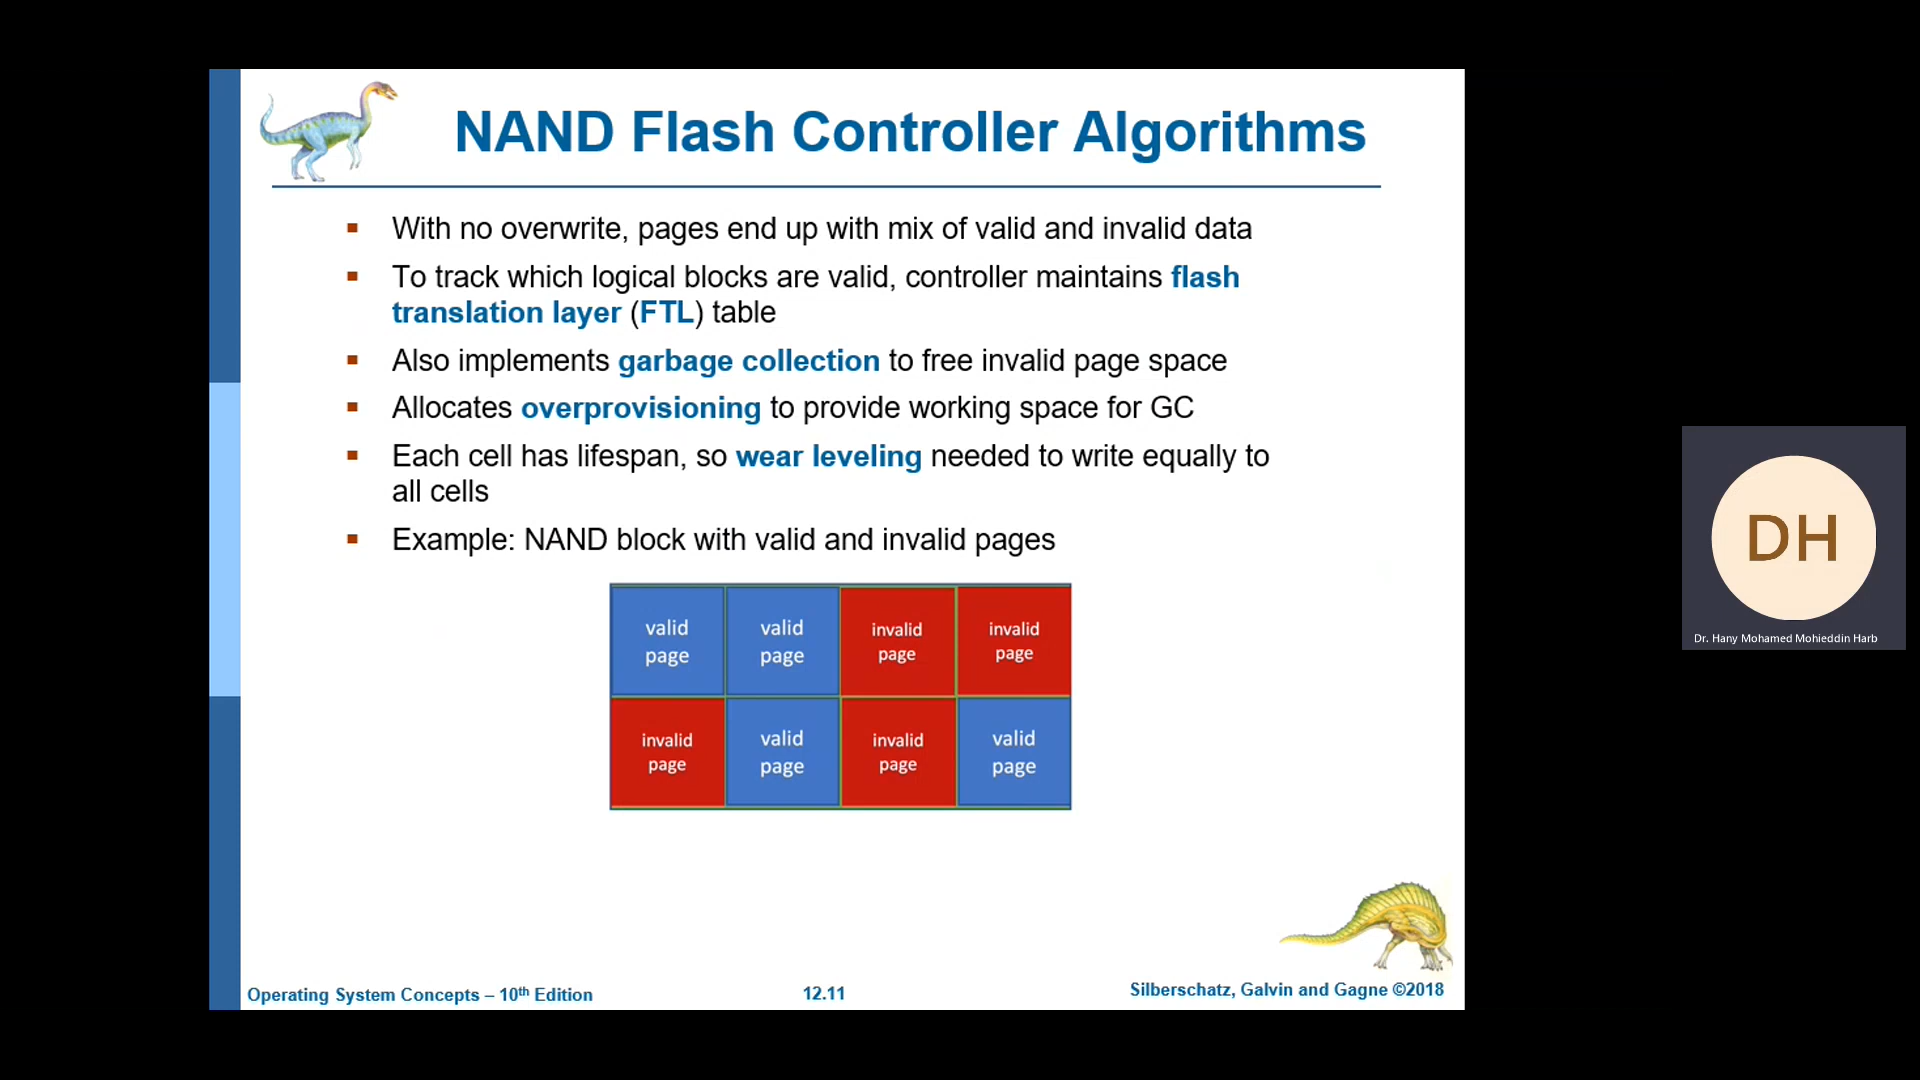 NAND Flash Controller Algorithms
With no overwrite, pages end up with mix of valid and invalid data
To track which logical blocks are valid, controller maintains flash
translation layer (FTL) table
Also implements garbage collection to free invalid page space
Allocates overprovisioning to provide working space for GC
Each cell has lifespan, so wear leveling needed to write equally to
all cells
Example: NAND block with valid and invalid pages
valid
page
valid
page
invalid
page
invalid
page
invalid
page
valid
page
invalid
page
valid
page
Operating System Concepts – 10th Edition
12.11
Silberschatz, Galvin and Gagne ©2018
DH
Dr. Hany Mohamed Mohieddin Harb